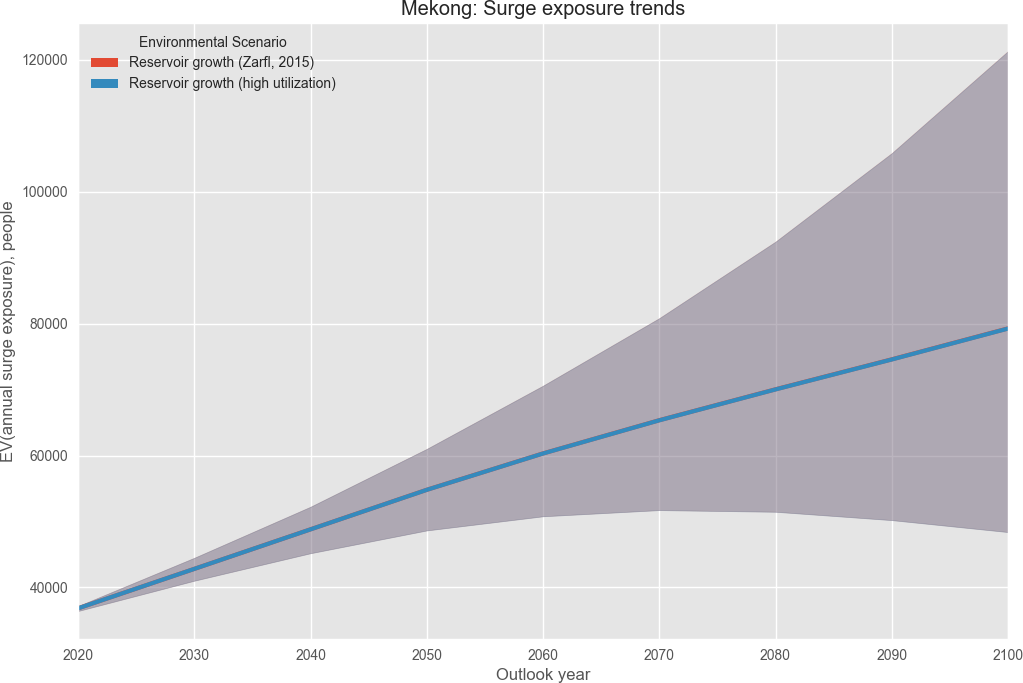 Mekong: Surge exposure trends
Environmental Scenario
Reservoir growth (Zarfl, 2015)
Reservoir growth (high utilization)
120000
100000
80000
60000
40000
EV(annual surge exposure), people
2020 2030 2040 2050 2060 2070 2080 2090 2100
Outlook year